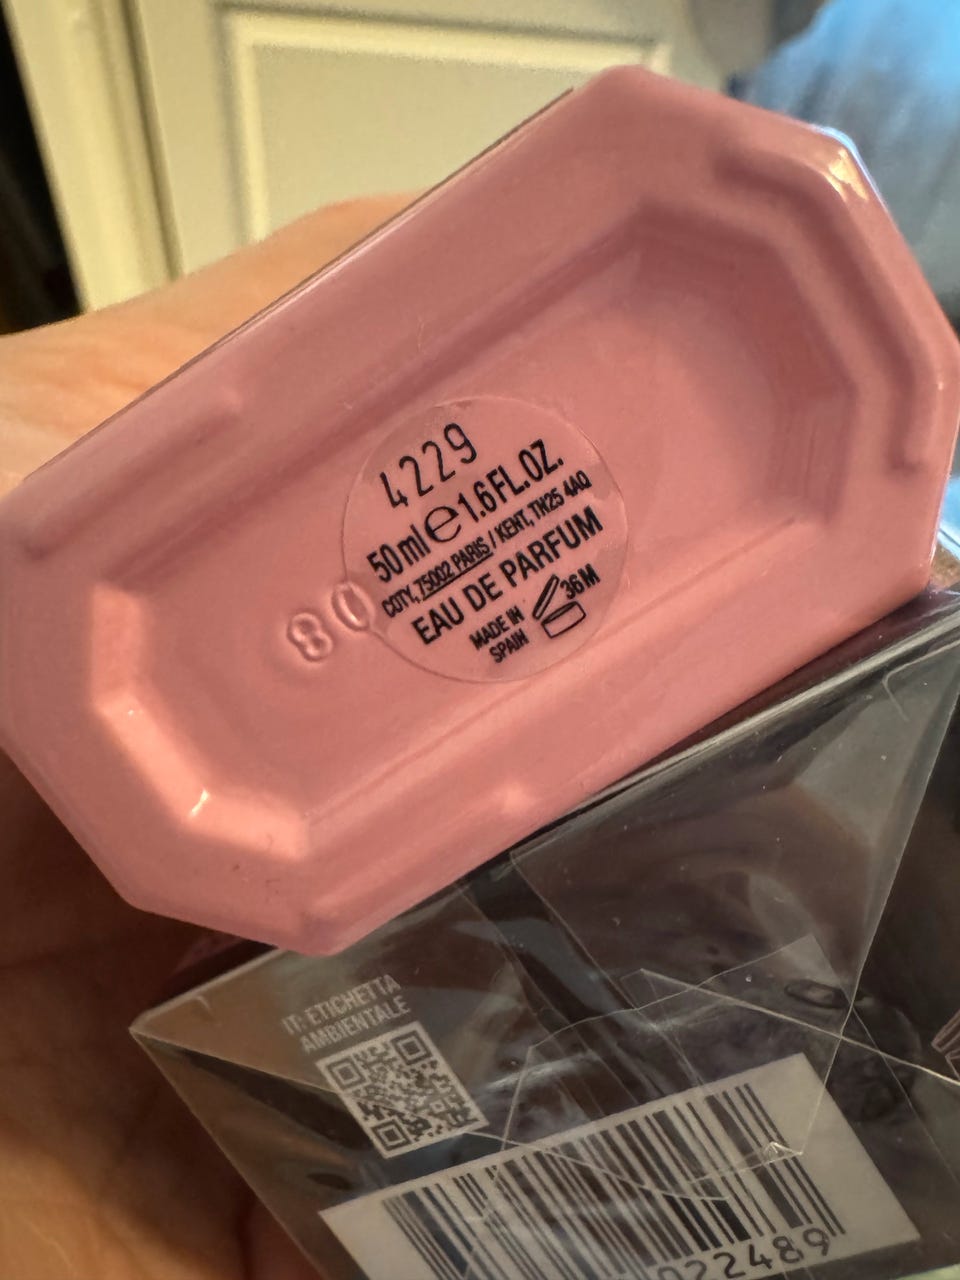 4229
50 ml e 1.6 FL.OZ.
COTY, 75002 PARIS / KENT, TN25 4AQ
EAU DE PARFUM
MADE IN
SPAIN
36 M
80
IT: ETICHETTA
AMBIENTALE
022489